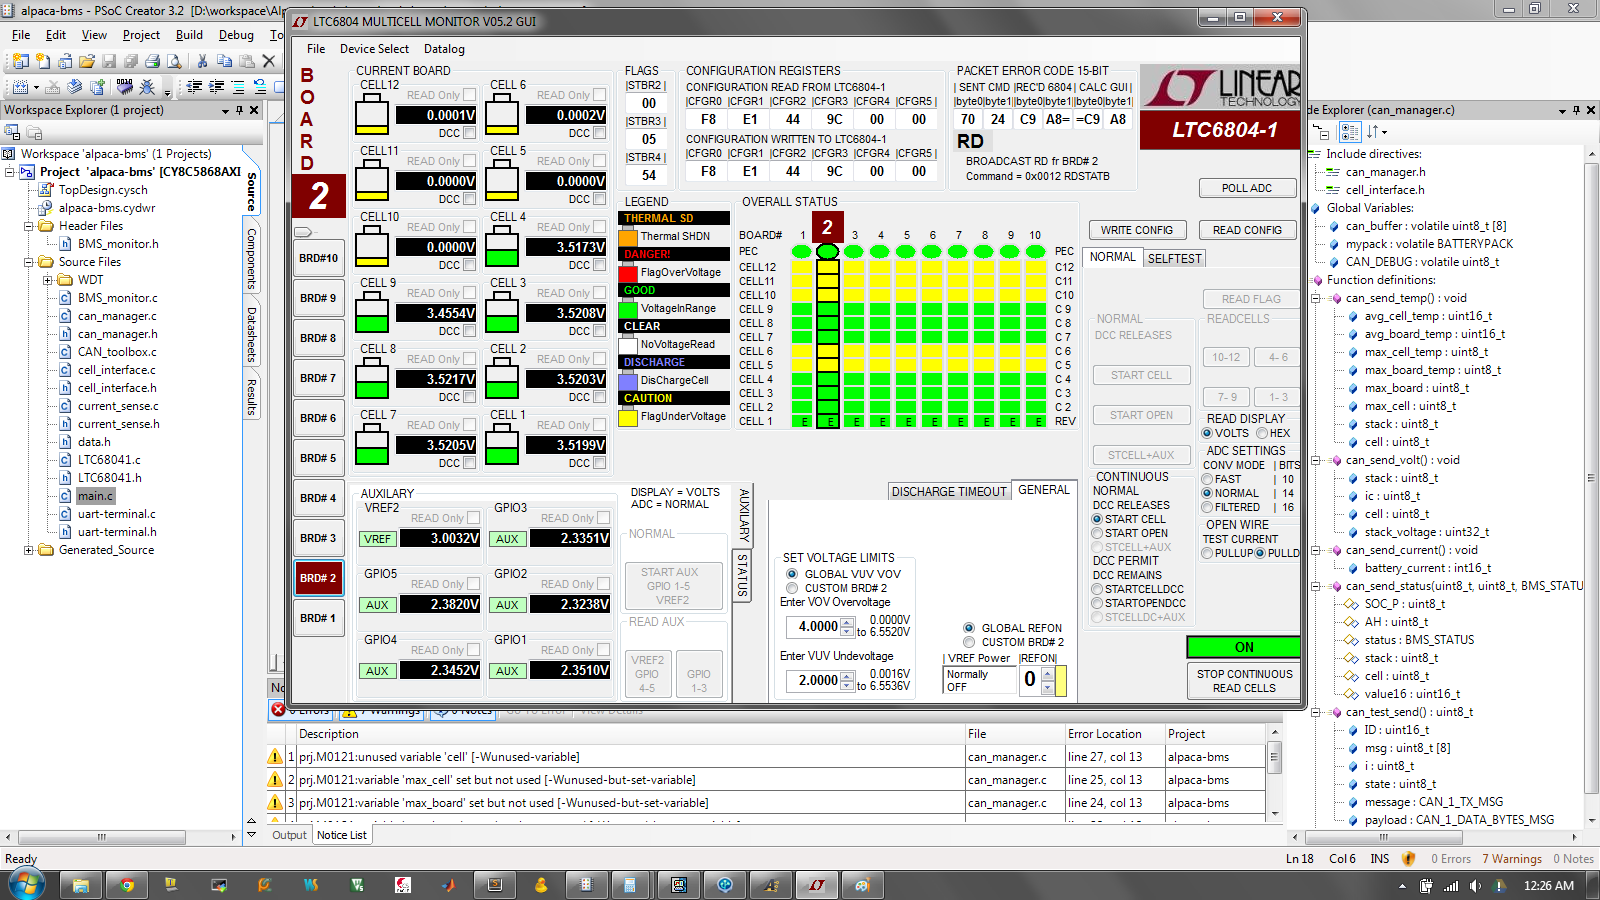 alpaca-bms - PSoC Creator 3.2 [D:\workspace\Al
File Edit View Project Build Debug To
Workspace Explorer (1 project)
Workspace 'alpaca-bms' (1 Projects)
Project 'alpaca-bms' [CY8C5868AXI
TopDesign.cysch
alpaca-bms.cydwr
Header Files
BMS_monitor.h
Source Files
WDT
BMS_monitor.c
can_manager.c
can_manager.h
CAN_toolbox.c
cell_interface.c
cell_interface.h
current_sense.c
current_sense.h
data.h
LTC68041.c
LTC68041.h
main.c
uart-terminal.c
uart-terminal.h
Generated_Source
Source
Components
Datasheets
Results
LTC6804 MULTICELL MONITOR V05.2 GUI
File Device Select Datalog
BOARD
2
BRD#10
BRD# 9
BRD# 8
BRD# 7
BRD# 6
BRD# 5
BRD# 4
BRD# 3
BRD# 2
BRD# 1
CURRENT BOARD
CELL12 READ Only 0.0001V DCC
CELL 6 READ Only 0.0002V DCC
CELL11 READ Only 0.0000V DCC
CELL 5 READ Only 0.0000V DCC
CELL10 READ Only 0.0000V DCC
CELL 4 READ Only 3.5173V DCC
CELL 9 READ Only 3.4554V DCC
CELL 3 READ Only 3.5208V DCC
CELL 8 READ Only 3.5217V DCC
CELL 2 READ Only 3.5203V DCC
CELL 7 READ Only 3.5205V DCC
CELL 1 READ Only 3.5199V DCC
FLAGS
|STBR2 |
00
|STBR3 |
05
|STBR4 |
54
CONFIGURATION REGISTERS
CONFIGURATION READ FROM LTC6804-1
|CFGR0 |CFGR1 |CFGR2 |CFGR3 |CFGR4 |CFGR5 |
F8 E1 44 9C 00 00
CONFIGURATION WRITTEN TO LTC6804-1
|CFGR0 |CFGR1 |CFGR2 |CFGR3 |CFGR4 |CFGR5 |
F8 E1 44 9C 00 00
PACKET ERROR CODE 15-BIT
| SENT CMD |REC'D 6804 | CALC GUI |
|byte0|byte1|byte0|byte1|byte0|byte1|
70 24 C9 A8= =C9 A8
RD
BROADCAST RD fr BRD# 2
Command = 0x0012 RDSTATB
LINEAR
TECHNOLOGY
LTC6804-1
POLL ADC
WRITE CONFIG READ CONFIG
LEGEND
THERMAL SD
Thermal SHDN
DANGER!
FlagOverVoltage
GOOD
VoltageInRange
CLEAR
NoVoltageRead
DISCHARGE
DisChargeCell
CAUTION
FlagUnderVoltage
OVERALL STATUS
BOARD# 1 2 3 4 5 6 7 8 9 10
PEC PEC
CELL12 C12
CELL11 C11
CELL10 C10
CELL 9 C 9
CELL 8 C 8
CELL 7 C 7
CELL 6 C 6
CELL 5 C 5
CELL 4 C 4
CELL 3 C 3
CELL 2 C 2
CELL 1 E E E E E E E E E E REV
NORMAL SELFTEST
READ FLAG
NORMAL
DCC RELEASES
START CELL
START OPEN
STCELL+AUX
READCELLS
10-12 4- 6
7- 9 1- 3
READ DISPLAY
VOLTS HEX
ADC SETTINGS
CONV MODE | BITS
FAST | 10
NORMAL | 14
FILTERED | 16
OPEN WIRE
TEST CURRENT
PULLUP PULLD
CONTINUOUS
NORMAL
DCC RELEASES
START CELL
START OPEN
STCELL+AUX
DCC PERMIT
DCC REMAINS
STARTCELLDCC
STARTOPENDCC
STCELLDC+AUX
ON
STOP CONTINUOUS
READ CELLS
AUXILARY
VREF2 READ Only VREF 3.0032V
GPIO3 READ Only AUX 2.3351V
GPIO5 READ Only AUX 2.3820V
GPIO2 READ Only AUX 2.3238V
GPIO4 READ Only AUX 2.3452V
GPIO1 READ Only AUX 2.3510V
DISPLAY = VOLTS
ADC = NORMAL
NORMAL
START AUX
GPIO 1-5
VREF2
READ AUX
VREF2
GPIO
4-5
GPIO
1-3
AUXILARY
STATUS
DISCHARGE TIMEOUT GENERAL
SET VOLTAGE LIMITS
GLOBAL VUV VOV
CUSTOM BRD# 2
Enter VOV Overvoltage
4.0000 0.0000V
to 6.5520V
Enter VUV Undevoltage
2.0000 0.0016V
to 6.5536V
GLOBAL REFON
CUSTOM BRD# 2
| VREF Power |REFON|
Normally
OFF
0
0 Errors 7 Warnings 0 Notes Go To Error View Details
Description File Error Location Project
1 prj.M0121:unused variable 'cell' [-Wunused-variable] can_manager.c line 27, col 13 alpaca-bms
2 prj.M0121:variable 'max_cell' set but not used [-Wunused-but-set-variable] can_manager.c line 25, col 13 alpaca-bms
3 prj.M0121:variable 'max_board' set but not used [-Wunused-but-set-variable] can_manager.c line 24, col 13 alpaca-bms
Output Notice List
de Explorer (can_manager.c)
Include directives:
can_manager.h
cell_interface.h
Global Variables:
can_buffer : volatile uint8_t [8]
mypack : volatile BATTERYPACK
CAN_DEBUG : volatile uint8_t
Function definitions:
can_send_temp() : void
avg_cell_temp : uint16_t
avg_board_temp : uint16_t
max_cell_temp : uint8_t
max_board_temp : uint8_t
max_board : uint8_t
max_cell : uint8_t
stack : uint8_t
cell : uint8_t
can_send_volt() : void
stack : uint8_t
ic : uint8_t
cell : uint8_t
stack_voltage : uint32_t
can_send_current() : void
battery_current : int16_t
can_send_status(uint8_t, uint8_t, BMS_STATU
SOC_P : uint8_t
AH : uint8_t
status : BMS_STATUS
stack : uint8_t
cell : uint8_t
value16 : uint16_t
can_test_send() : uint8_t
ID : uint16_t
msg : uint8_t [8]
i : uint8_t
state : uint8_t
message : CAN_1_TX_MSG
payload : CAN_1_DATA_BYTES_MSG
Ready Ln 18 Col 6 INS 0 Errors 7 Warnings 0 Notes
12:26 AM